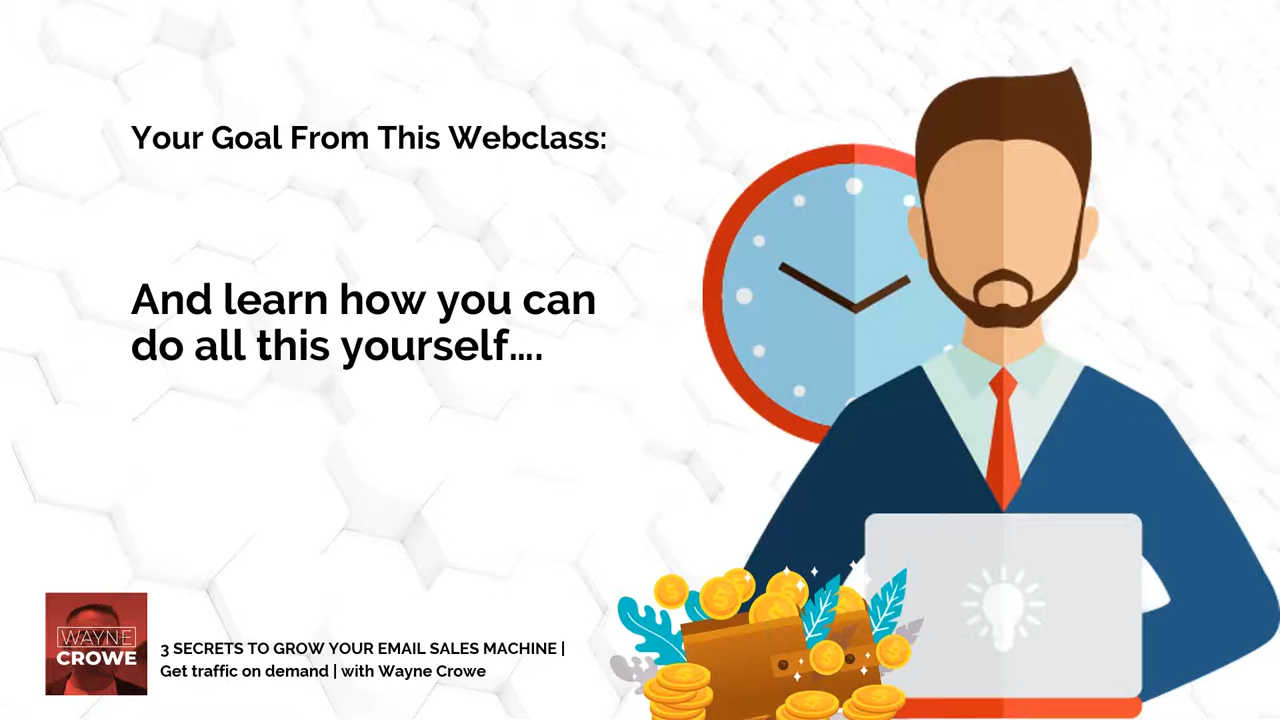 Your Goal From This Webclass:
And learn how you can
do all this yourself....
WAYNE
CROWE
3 SECRETS TO GROW YOUR EMAIL SALES MACHINE |
Get traffic on demand | with Wayne Crowe